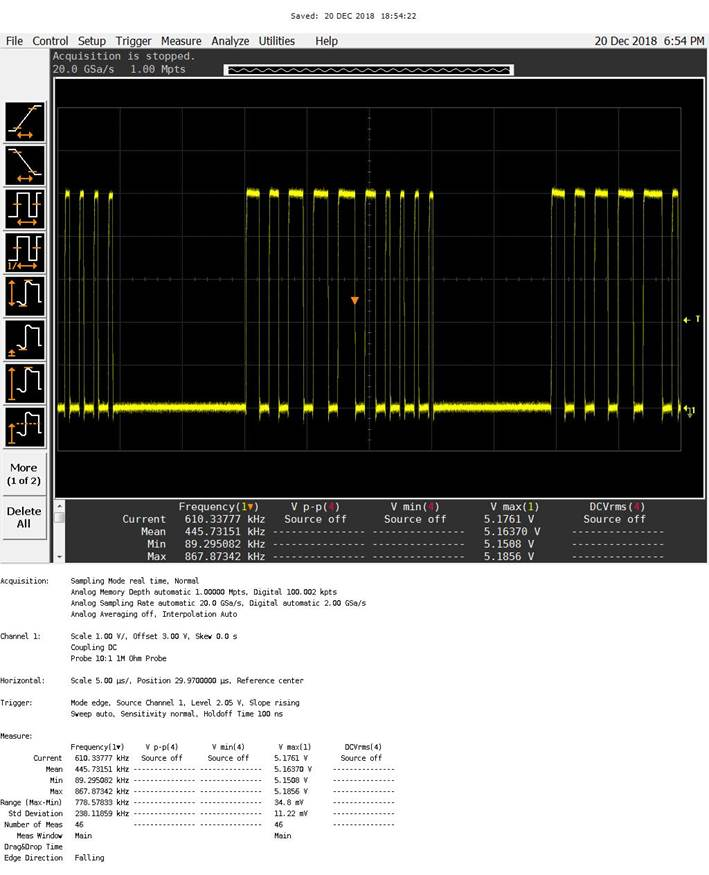 Saved: 20 DEC 2018 18:54:22
File Control Setup Trigger Measure Analyze Utilities Help 20 Dec 2018 6:54 PM
Acquisition is stopped.
20.0 GSa/s 1.00 Mpts
T
1
More
(1 of 2)
Delete
All
Frequency(1▼) V p-p(4) V min(4) V max(1) DCVrms(4)
Current 610.33777 kHz Source off Source off 5.1761 V Source off
Mean 445.73151 kHz -------------- -------------- 5.16370 V --------------
Min 89.295082 kHz -------------- -------------- 5.1508 V --------------
Max 867.87342 kHz -------------- -------------- 5.1856 V --------------
Acquisition: Sampling Mode real time, Normal
Analog Memory Depth automatic 1.00000 Mpts, Digital 100.002 kpts
Analog Sampling Rate automatic 20.0 GSa/s, Digital automatic 2.00 GSa/s
Analog Averaging off, Interpolation Auto
Channel 1: Scale 1.00 V/, Offset 3.00 V, Skew 0.0 s
Coupling DC
Probe 10:1 1M Ohm Probe
Horizontal: Scale 5.00 µs/, Position 29.9700000 µs, Reference center
Trigger: Mode edge, Source Channel 1, Level 2.05 V, Slope rising
Sweep auto, Sensitivity normal, Holdoff Time 100 ns
Measure:
Frequency(1▼) V p-p(4) V min(4) V max(1) DCVrms(4)
Current 610.33777 kHz Source off Source off 5.1761 V Source off
Mean 445.73151 kHz -------------- -------------- 5.16370 V --------------
Min 89.295082 kHz -------------- -------------- 5.1508 V --------------
Max 867.87342 kHz -------------- -------------- 5.1856 V --------------
Range (Max-Min) 778.57833 kHz -------------- -------------- 34.8 mV --------------
Std Deviation 238.11859 kHz -------------- -------------- 11.22 mV --------------
Number of Meas 46 -------------- -------------- 46 --------------
Meas Window Main Main
Drag&Drop Time
Edge Direction Falling